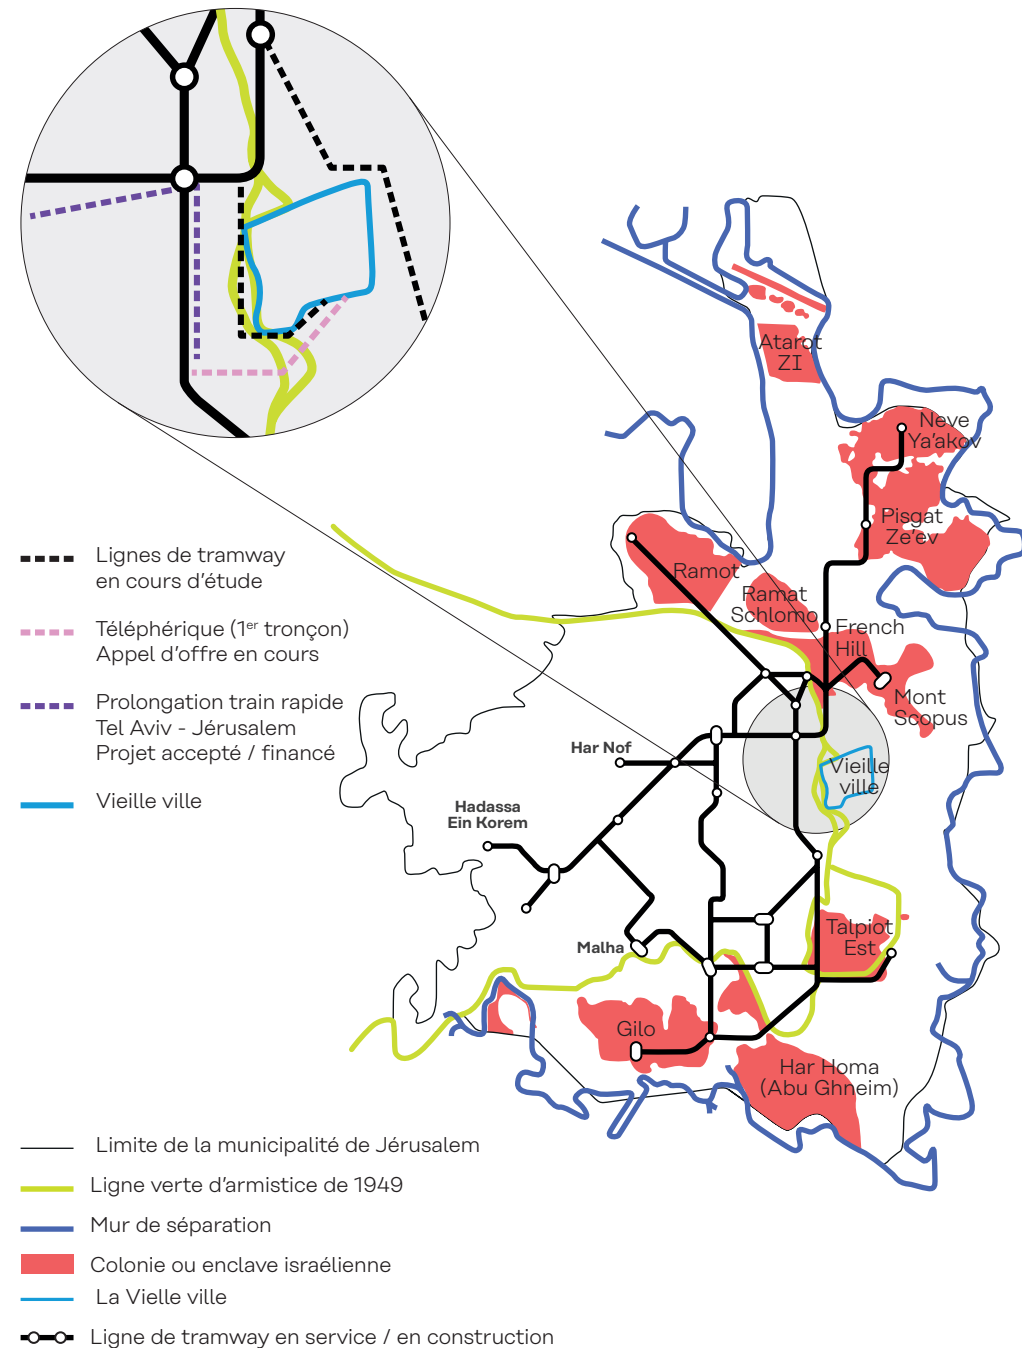 Atarot
ZI
Neve
Ya'akov
Pisgat
Ze'ev
Ramot
Ramat
Schlomo
French
Hill
Mont
Scopus
Har Nof
Vieille
ville
Hadassa
Ein Korem
Talpiot
Est
Malha
Gilo
Har Homa
(Abu Ghneim)
Lignes de tramway
en cours d'étude
Téléphérique (1er tronçon)
Appel d'offre en cours
Prolongation train rapide
Tel Aviv - Jérusalem
Projet accepté / financé
Vieille ville
Limite de la municipalité de Jérusalem
Ligne verte d'armistice de 1949
Mur de séparation
Colonie ou enclave israélienne
La Vielle ville
Ligne de tramway en service / en construction